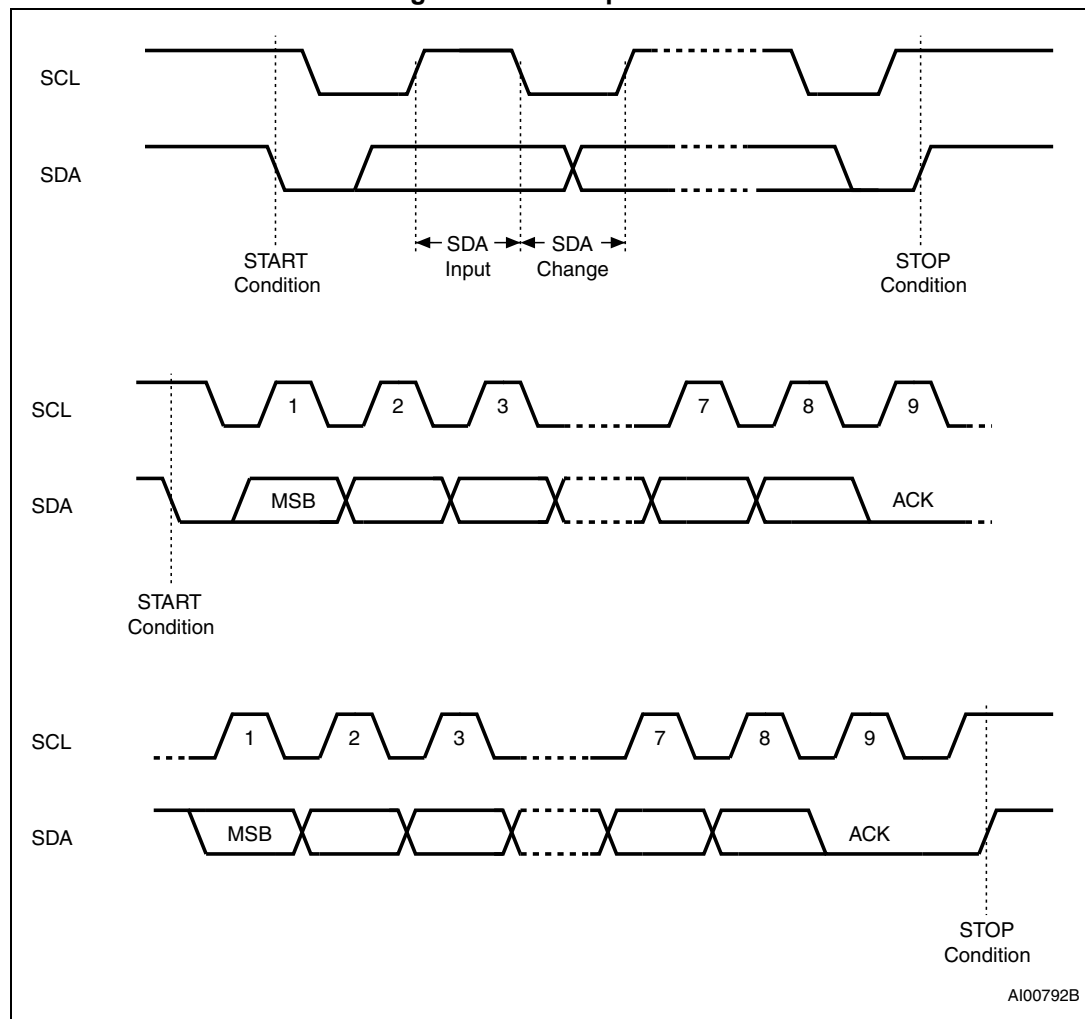 SCL
SDA
SDA
Input
SDA
Change
START
Condition
STOP
Condition
SCL
1 2 3 7 8 9
SDA
MSB ACK
START
Condition
SCL
1 2 3 7 8 9
SDA
MSB ACK
STOP
Condition
AI00792B